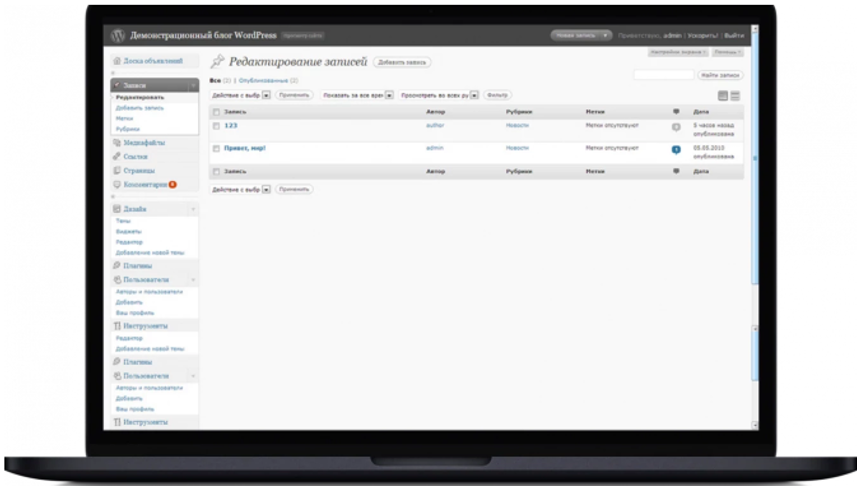 Демонстрационный блог WordPress
Новая запись
Приветствую, admin | Ускорить! | Выйти
Настройки экрана
Помощь
Доска объявлений
Редактирование записей
Добавить запись
Найти записи
Все (2) | Опубликованные (2)
Действие с выбр
Применить
Показать за все врем
Просмотреть во всех ру
Фильтр
Записи
Редактировать
Добавить запись
Метки
Рубрики
Медиафайлы
Ссылки
Страницы
Комментарии
Запись Автор Рубрики Метки Дата
123 author Новости Метки отсутствуют 5 часов назад
опубликована
Привет, мир! admin Новости Метки отсутствуют 05.05.2010
опубликована
Запись Автор Рубрики Метки Дата
Действие с выбр
Применить
Дизайн
Темы
Виджеты
Редактор
Добавление новой темы
Плагины
Пользователи
Авторы и пользователи
Добавить
Ваш профиль
Инструменты
Редактор
Добавление новой темы
Плагины
Пользователи
Авторы и пользователи
Добавить
Ваш профиль
Инструменты